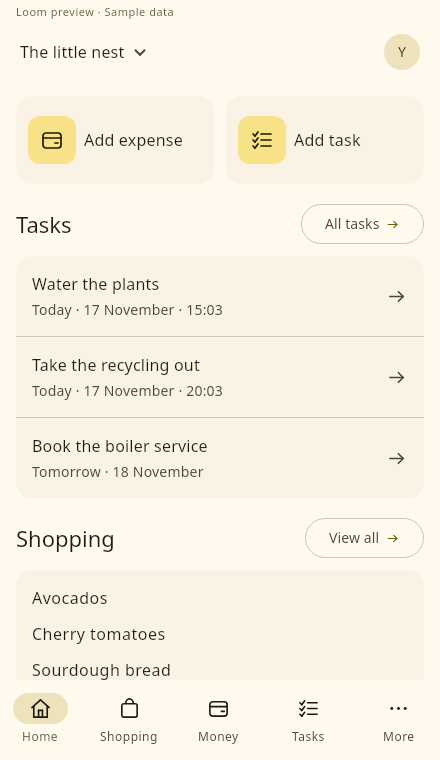 Loom preview · Sample data
The little nest
Y
Add expense
Add task
Tasks
All tasks →
Water the plants
Today · 17 November · 15:03
Take the recycling out
Today · 17 November · 20:03
Book the boiler service
Tomorrow · 18 November
Shopping
View all →
Avocados
Cherry tomatoes
Sourdough bread
Home
Shopping
Money
Tasks
More